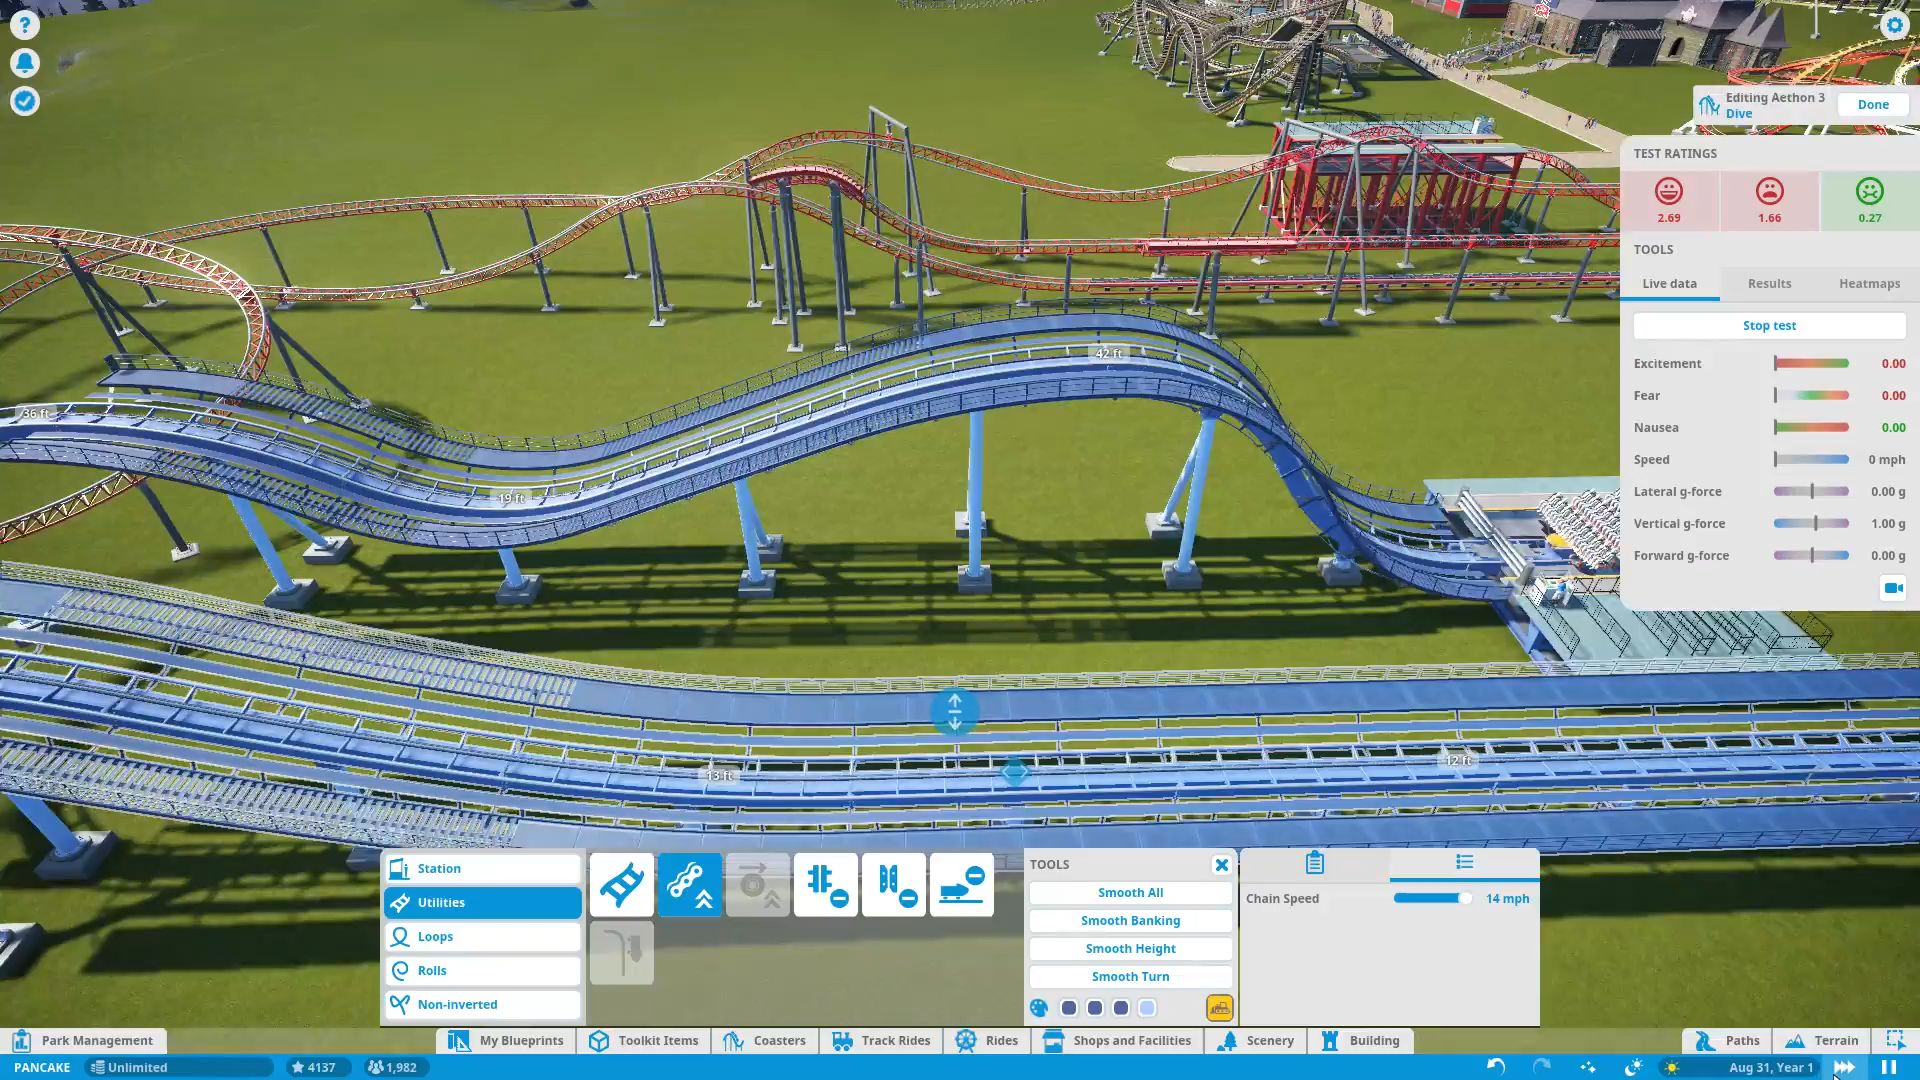 ?
Editing Aethon 3
Dive
Done
TEST RATINGS
2.69
1.66
0.27
TOOLS
Live data
Results
Heatmaps
Stop test
Excitement
0.00
Fear
0.00
Nausea
0.00
Speed
0 mph
Lateral g-force
0.00 g
Vertical g-force
1.00 g
Forward g-force
0.00 g
42 ft
36 ft
19 ft
13 ft
12 ft
Station
Utilities
Loops
Rolls
Non-inverted
TOOLS
Smooth All
Smooth Banking
Smooth Height
Smooth Turn
Chain Speed
14 mph
Park Management
My Blueprints
Toolkit Items
Coasters
Track Rides
Rides
Shops and Facilities
Scenery
Building
Paths
Terrain
PANCAKE
Unlimited
4137
1,982
Aug 31, Year 1